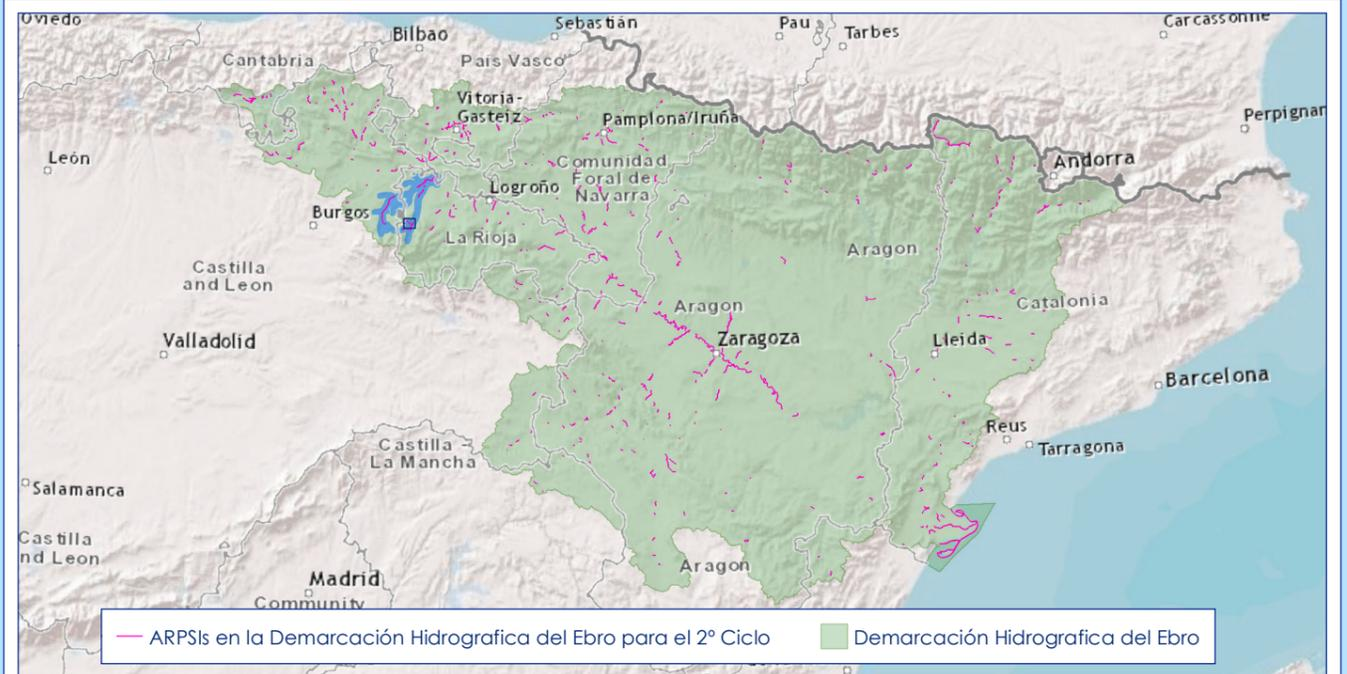 Oviedo
Sebastián
Pau
Tarbes
Carcassonne
Bilbao
Cantabria
País Vasco
Vitoria-
Gasteiz
Pamplona/Iruña
Perpignan
León
Andorra
Comunidad
Foral de
Navarra
Logroño
Burgos
La Rioja
Aragon
Castilla
and Leon
Aragon
Catalonia
Valladolid
Zaragoza
Lleida
Barcelona
Reus
Tarragona
Castilla -
La Mancha
Salamanca
Castilla
nd Leon
Aragon
Madrid
Community
ARPSIs en la Demarcación Hidrografica del Ebro para el 2º Ciclo
Demarcación Hidrografica del Ebro